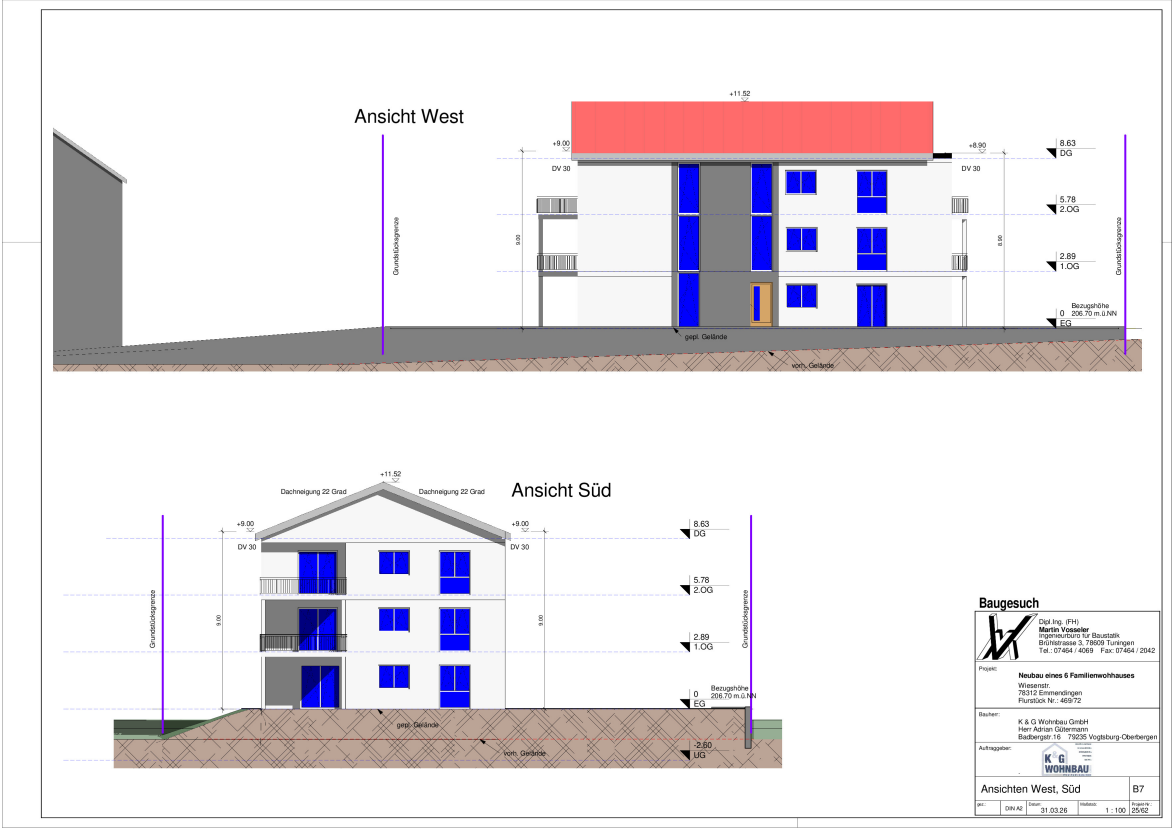 Ansicht West
+11.52
+9.00
DV 30
+8.90
DV 30
8.63
DG
5.78
2.OG
2.89
1.OG
Bezugshöhe
0 206.70 m.ü.NN
EG
9.00
8.90
Grundstücksgrenze
Grundstücksgrenze
gepl. Gelände
vorh. Gelände
Ansicht Süd
+11.52
Dachneigung 22 Grad
Dachneigung 22 Grad
+9.00
DV 30
+9.00
DV 30
8.63
DG
5.78
2.OG
2.89
1.OG
Bezugshöhe
0 206.70 m.ü.NN
EG
-2.60
UG
9.00
9.00
Grundstücksgrenze
Grundstücksgrenze
gepl. Gelände
vorh. Gelände
Baugesuch
Dipl.Ing. (FH)
Martin Vosseler
Ingenieurbüro für Baustatik
Brühlstrasse 3, 78609 Tuningen
Tel.: 07464 / 4069 Fax: 07464 / 2042
Projekt:
Neubau eines 6 Familienwohhauses
Wiesenstr.
78312 Emmendingen
Flurstück Nr.: 469/72
Bauherr:
K & G Wohnbau GmbH
Herr Adrian Gütermann
Badbergstr.16 79235 Vogtsburg-Oberbergen
Auftraggeber:
K&G
WOHNBAU
Ansichten West, Süd
B7
gez.:
DIN A2
Datum
31.03.26
Maßstab:
1 : 100
Projekt-Nr.:
25/62